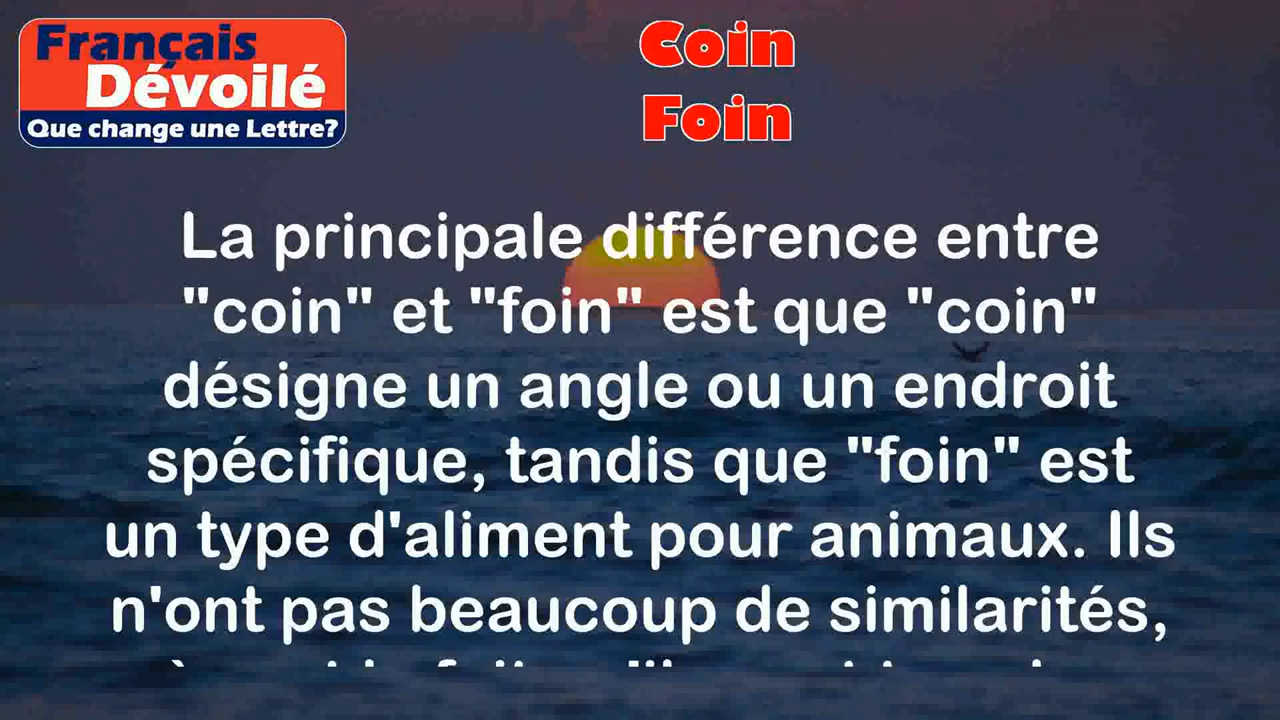 Français
Dévoilé
Que change une Lettre?
Coin
Foin
La principale différence entre
"coin" et "foin" est que "coin"
désigne un angle ou un endroit
spécifique, tandis que "foin" est
un type d'aliment pour animaux. Ils
n'ont pas beaucoup de similarités,